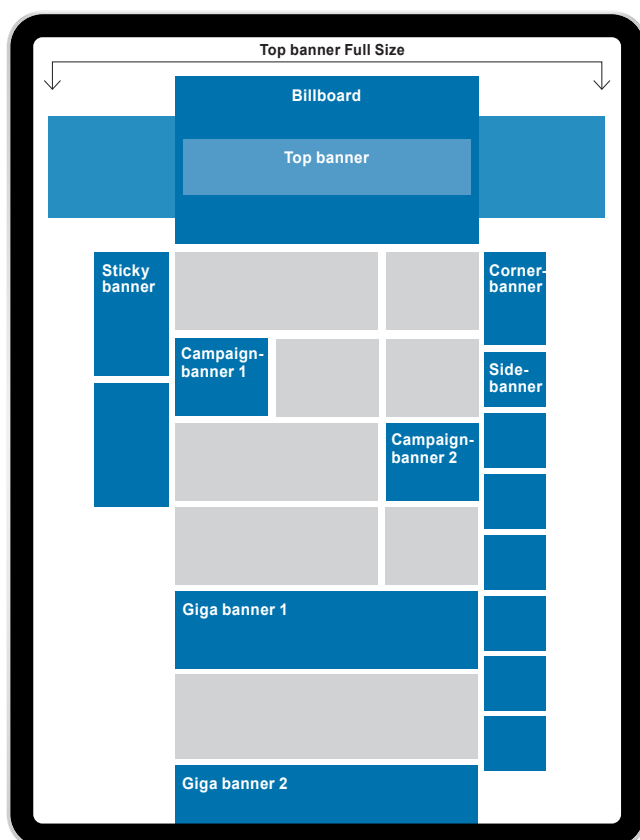 Top banner Full Size
Billboard
Top banner
Sticky
banner
Corner-
banner
Campaign-
banner 1
Side-
banner
Campaign-
banner 2
Giga banner 1
Giga banner 2